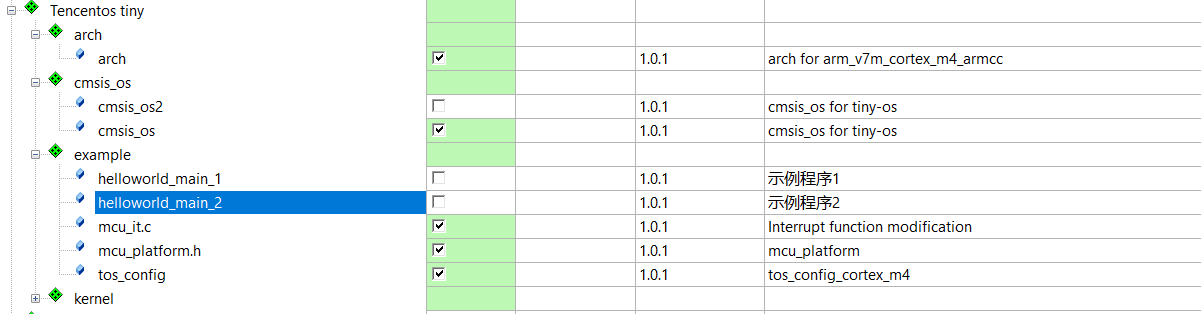 Tencentos tiny
arch
arch 1.0.1 arch for arm_v7m_cortex_m4_armcc
cmsis_os
cmsis_os2 1.0.1 cmsis_os for tiny-os
cmsis_os 1.0.1 cmsis_os for tiny-os
example
helloworld_main_1 1.0.1 示例程序1
helloworld_main_2 1.0.1 示例程序2
mcu_it.c 1.0.1 Interrupt function modification
mcu_platform.h 1.0.1 mcu_platform
tos_config 1.0.1 tos_config_cortex_m4
kernel